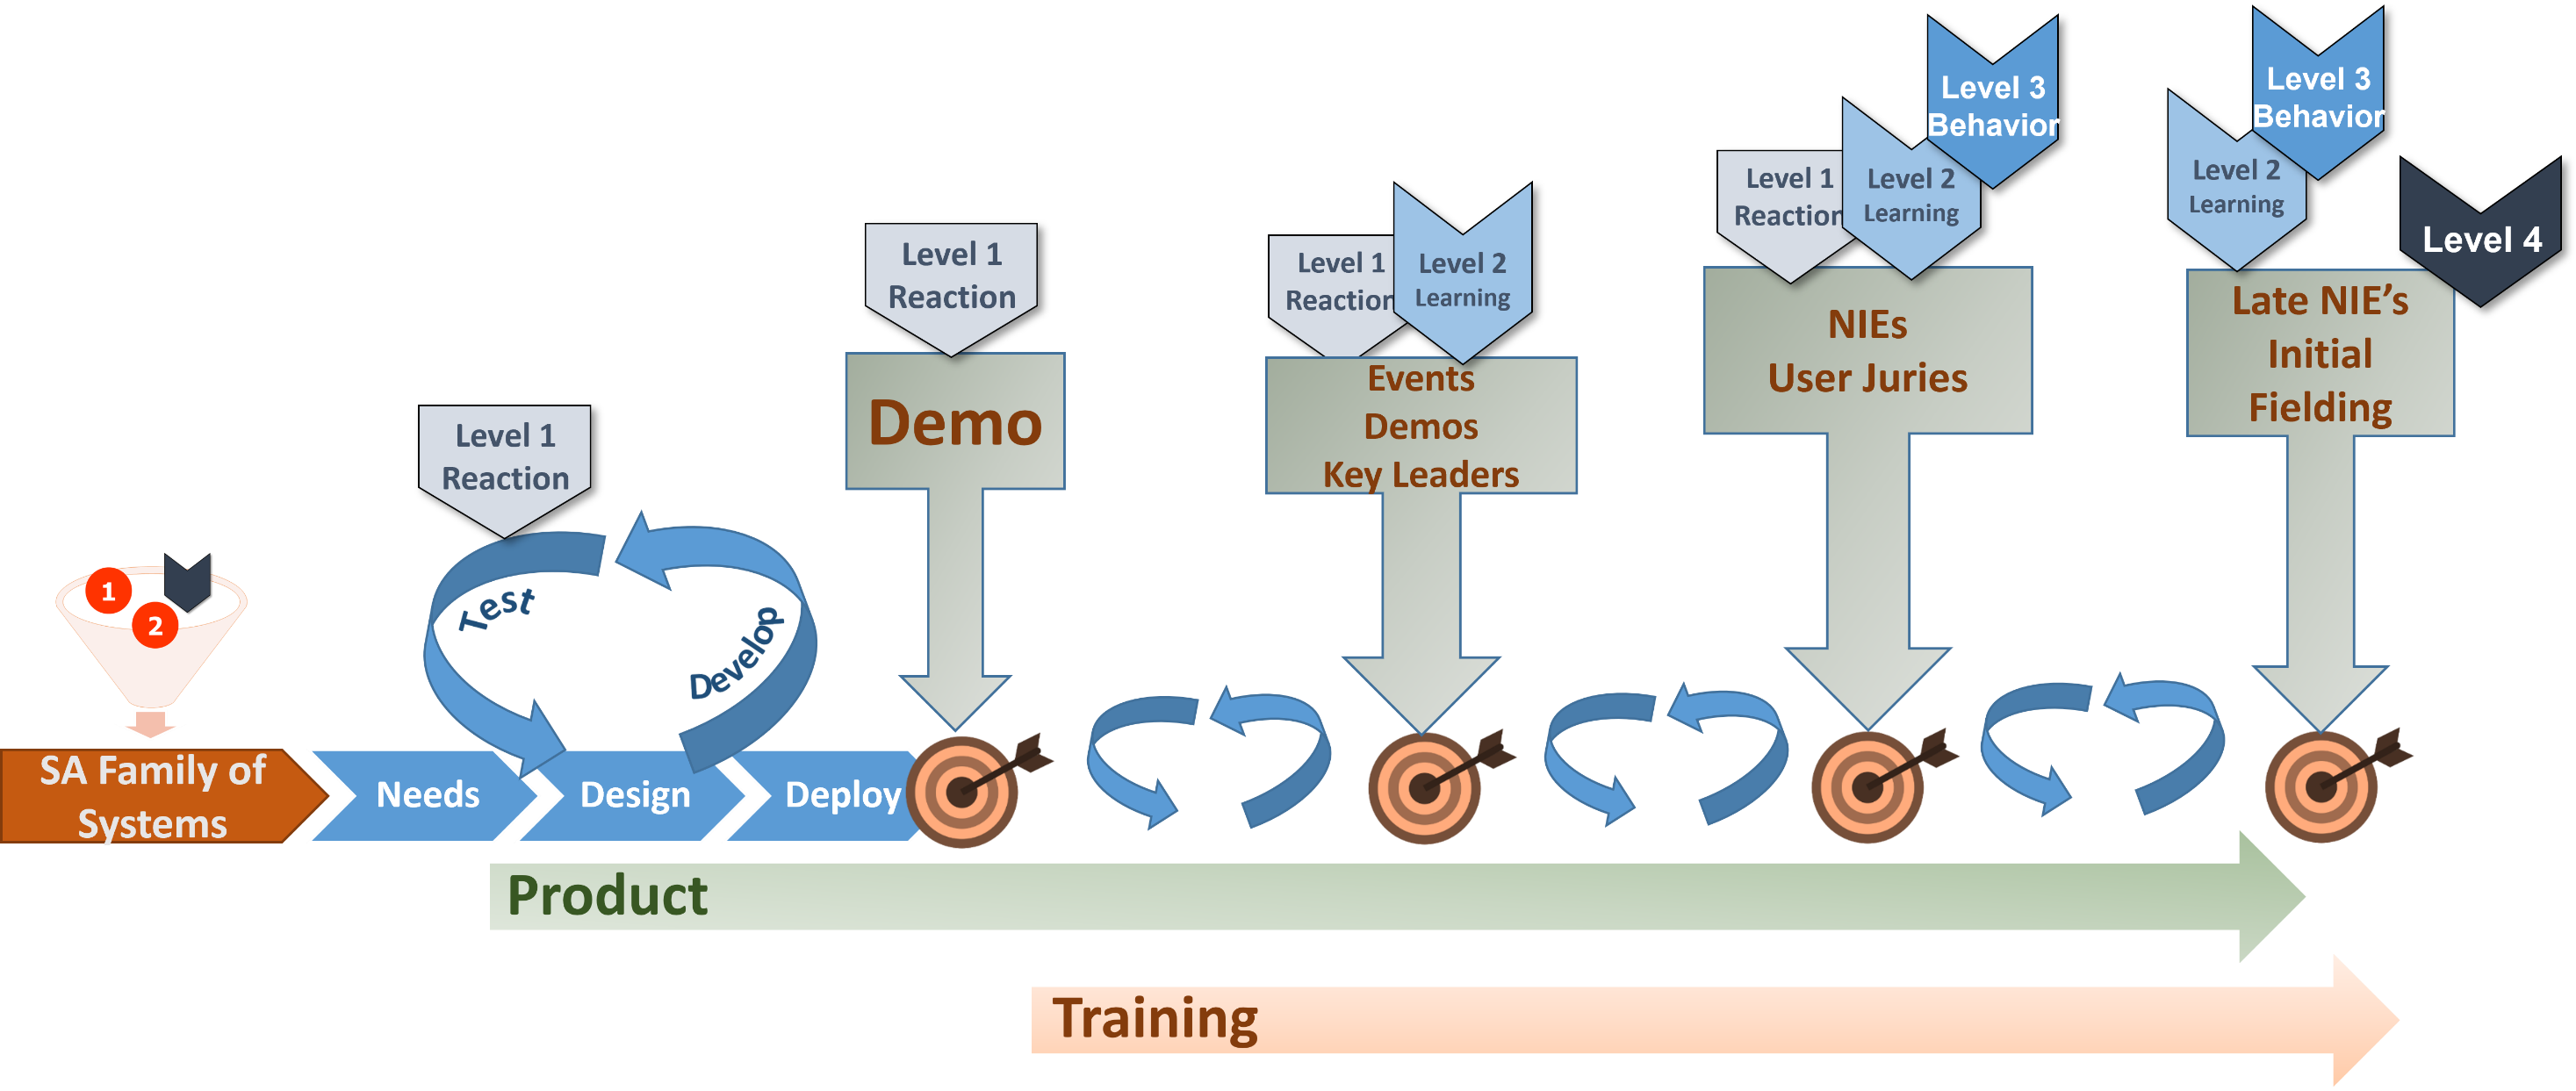 Level 3
Behavior
Level 3
Behavior
Level 1
Reaction
Level 2
Learning
Level 2
Learning
Level 4
Level 1
Reaction
Level 1
Reaction
Level 2
Learning
NIEs
User Juries
Late NIE’s
Initial
Fielding
Demo
Events
Demos
Key Leaders
Level 1
Reaction
1
2
Test
Develop
SA Family of
Systems
Needs
Design
Deploy
Product
Training